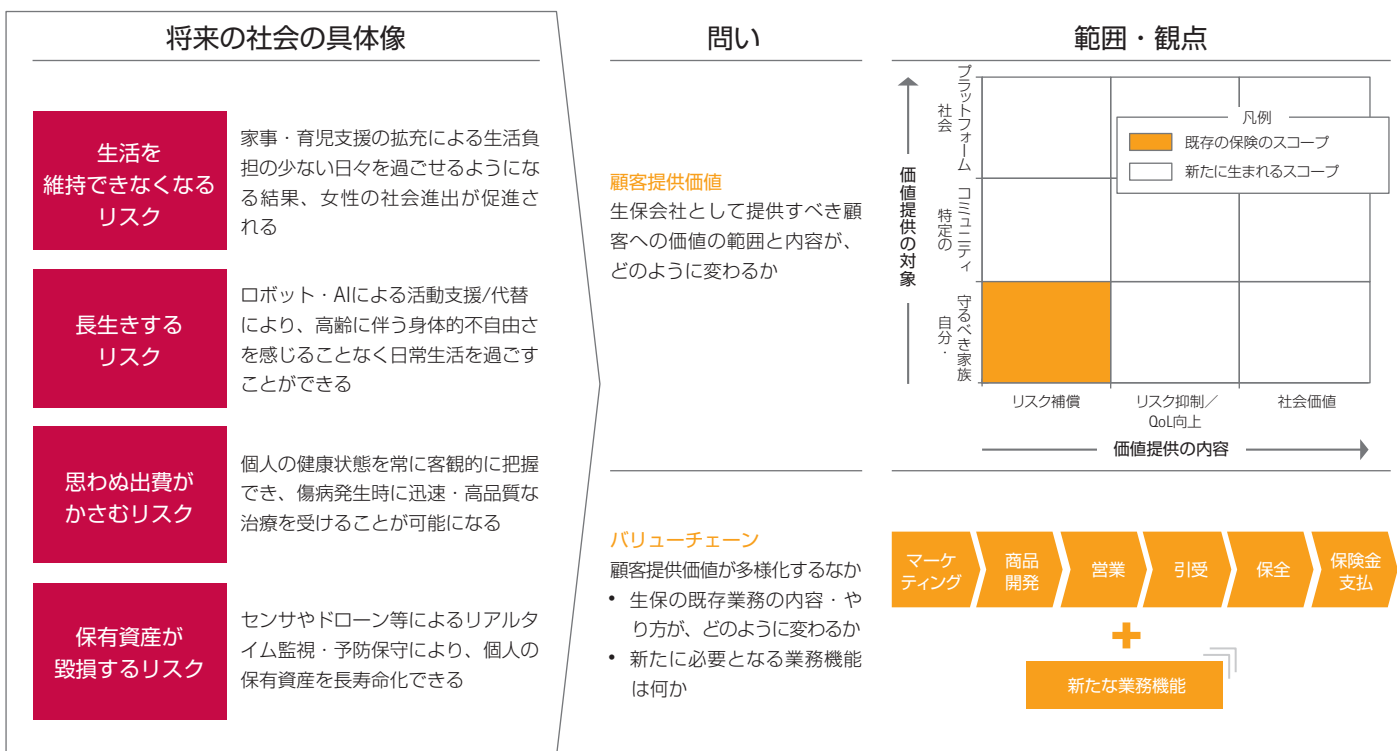 将来の社会の具体像
生活を
維持できなくなる
リスク
家事・育児支援の拡充による生活負
担の少ない日々を過ごせるようにな
る結果、女性の社会進出が促進さ
れる
長生きする
リスク
ロボット・AIによる活動支援/代替
により、高齢に伴う身体的不自由さ
を感じることなく日常生活を過ごす
ことができる
思わぬ出費が
かさむリスク
個人の健康状態を常に客観的に把握
でき、傷病発生時に迅速・高品質な
治療を受けることが可能になる
保有資産が
毀損するリスク
センサやドローン等によるリアルタ
イム監視・予防保守により、個人の
保有資産を長寿命化できる
問い
顧客提供価値
生保会社として提供すべき顧
客への価値の範囲と内容が、
どのように変わるか
バリューチェーン
顧客提供価値が多様化するなか
• 生保の既存業務の内容・や
り方が、どのように変わるか
• 新たに必要となる業務機能
は何か
範囲・観点
価値提供の対象
プラットフォーム
社会
コミュニティ
特定の
守るべき家族
自分・
凡例
既存の保険のスコープ
新たに生まれるスコープ
リスク補償
リスク抑制／
QoL向上
社会価値
価値提供の内容
マーケ
ティング
商品
開発
営業
引受
保全
保険金
支払
新たな業務機能